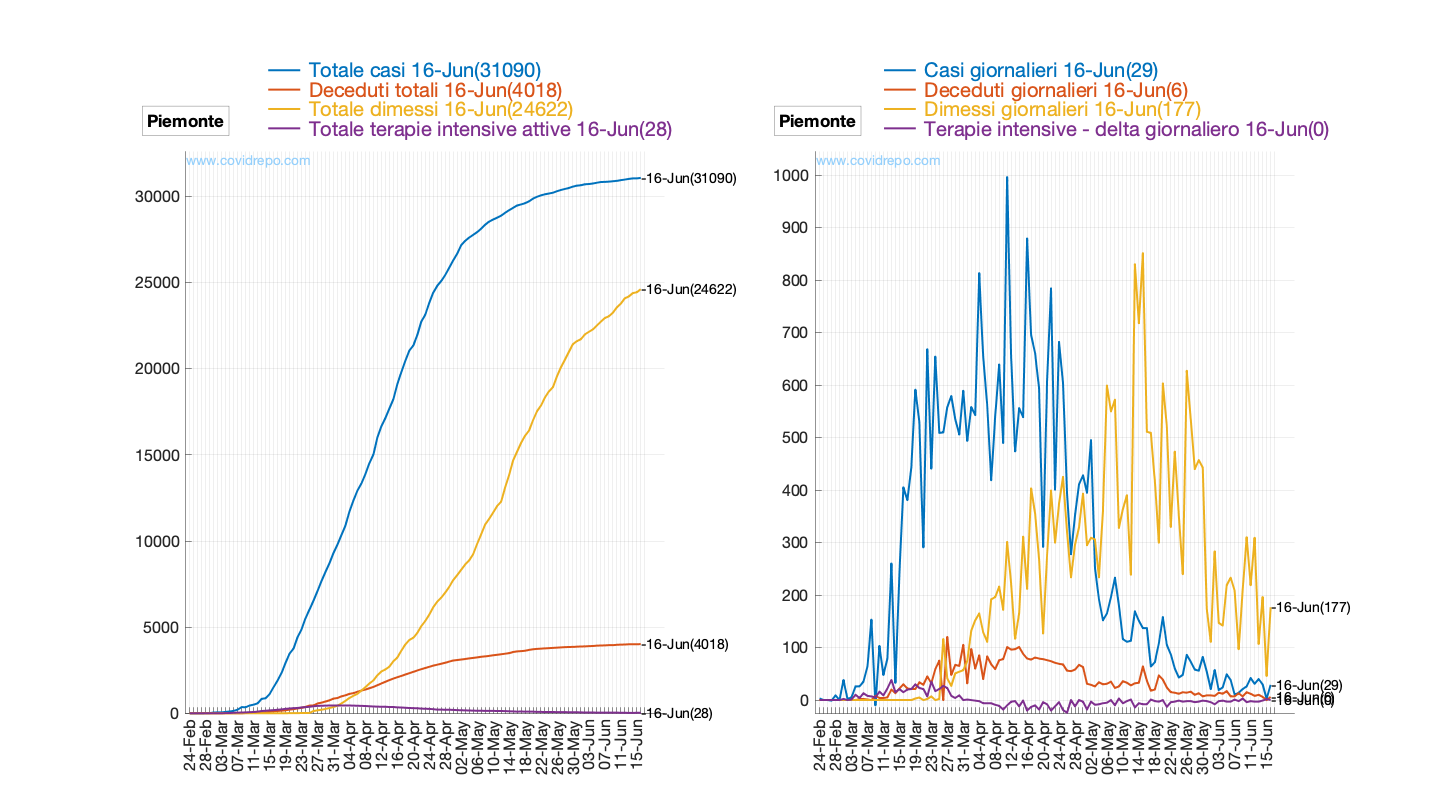 Totale casi 16-Jun(31090)
Deceduti totali 16-Jun(4018)
Totale dimessi 16-Jun(24622)
Totale terapie intensive attive 16-Jun(28)
Piemonte
www.covidrepo.com
30000
25000
20000
15000
10000
5000
0
-16-Jun(31090)
-16-Jun(24622)
-16-Jun(4018)
-16-Jun(28)
24-Feb
28-Feb
03-Mar
07-Mar
11-Mar
15-Mar
19-Mar
23-Mar
27-Mar
31-Mar
04-Apr
08-Apr
12-Apr
16-Apr
20-Apr
24-Apr
28-Apr
02-May
06-May
10-May
14-May
18-May
22-May
26-May
30-May
03-Jun
07-Jun
11-Jun
15-Jun
Casi giornalieri 16-Jun(29)
Deceduti giornalieri 16-Jun(6)
Dimessi giornalieri 16-Jun(177)
Terapie intensive - delta giornaliero 16-Jun(0)
Piemonte
www.covidrepo.com
1000
900
800
700
600
500
400
300
200
100
0
-16-Jun(177)
-16-Jun(29)
-16-Jun(6)
-16-Jun(0)
24-Feb
28-Feb
03-Mar
07-Mar
11-Mar
15-Mar
19-Mar
23-Mar
27-Mar
31-Mar
04-Apr
08-Apr
12-Apr
16-Apr
20-Apr
24-Apr
28-Apr
02-May
06-May
10-May
14-May
18-May
22-May
26-May
30-May
03-Jun
07-Jun
11-Jun
15-Jun